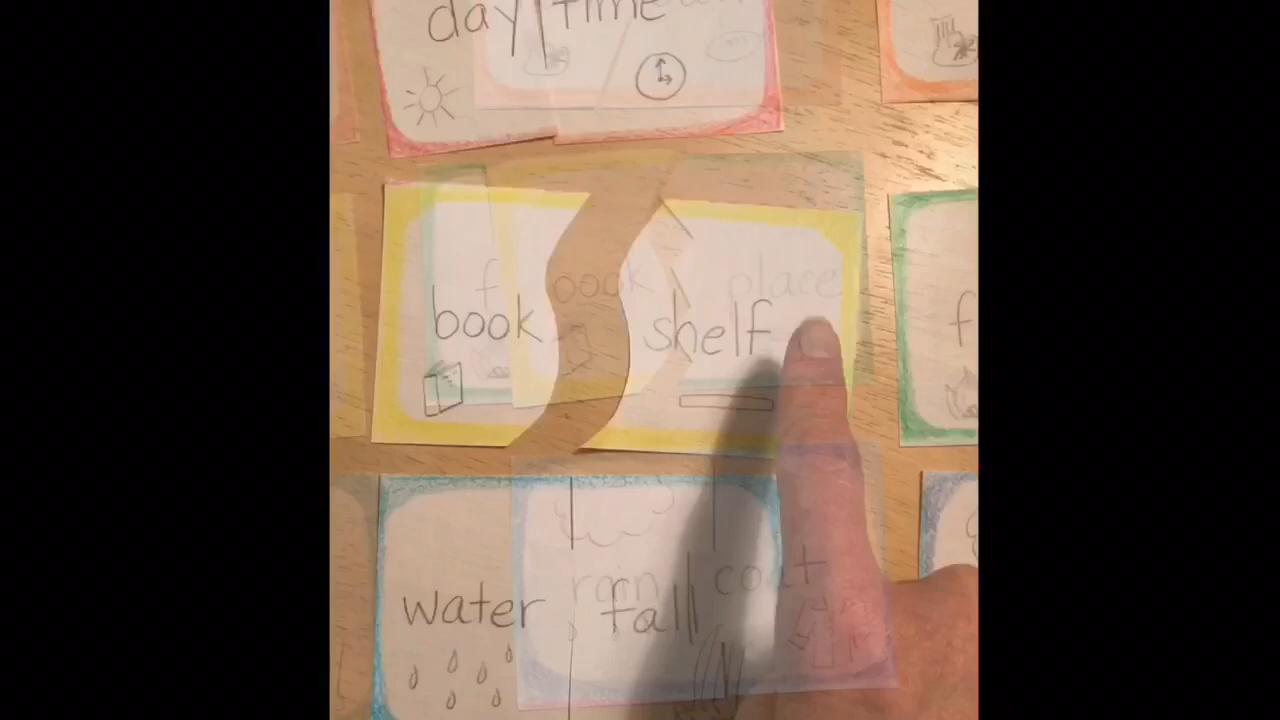 day time
f book place
book shelf f
rain coat
water fall